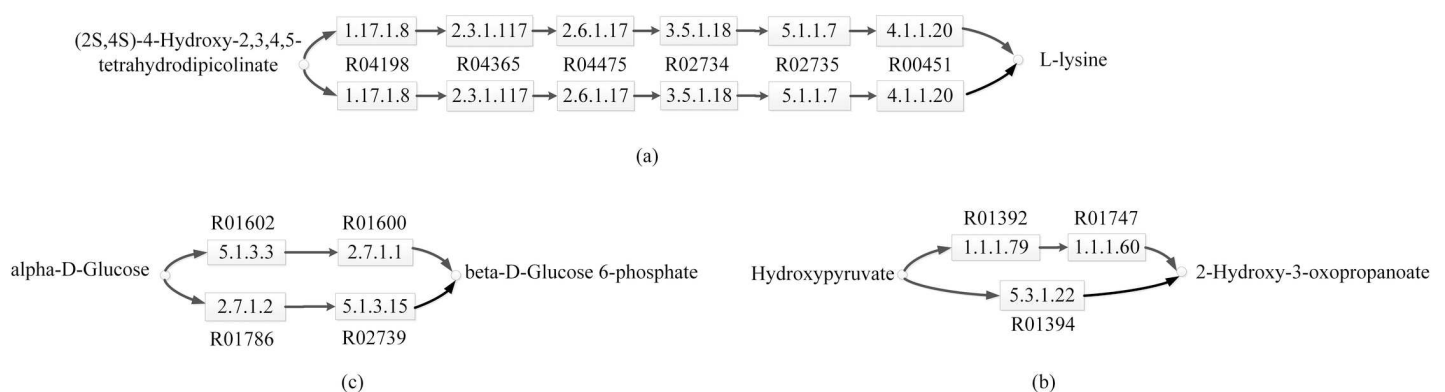 (2S,4S)-4-Hydroxy-2,3,4,5-
tetrahydrodipicolinate
1.17.1.8 2.3.1.117 2.6.1.17 3.5.1.18 5.1.1.7 4.1.1.20
R04198 R04365 R04475 R02734 R02735 R00451
1.17.1.8 2.3.1.117 2.6.1.17 3.5.1.18 5.1.1.7 4.1.1.20
L-lysine
(a)
R01602 R01600
5.1.3.3 2.7.1.1
alpha-D-Glucose
beta-D-Glucose 6-phosphate
2.7.1.2 5.1.3.15
R01786 R02739
(c)
R01392 R01747
1.1.1.79 1.1.1.60
Hydroxypyruvate
2-Hydroxy-3-oxopropanoate
5.3.1.22
R01394
(b)